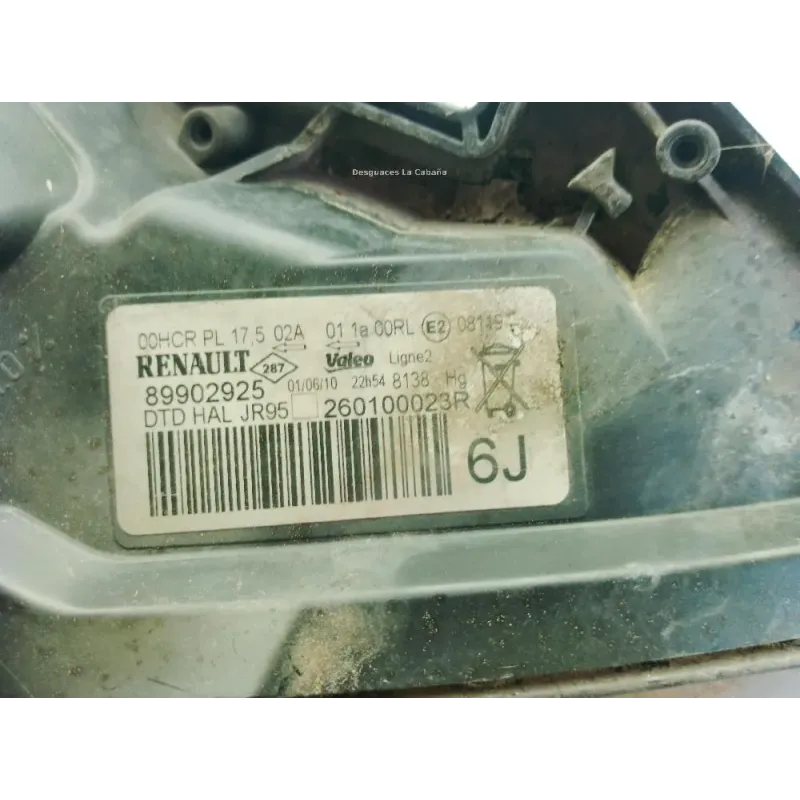 Desguaces La Cabaña
00HCR PL 17,5 02A 01 1a 00RL E2
RENAULT 287 Valeo Ligne2
89902925 01/06/10 22h54 8138 Hg
DTD HAL JR95 260100023R
6J